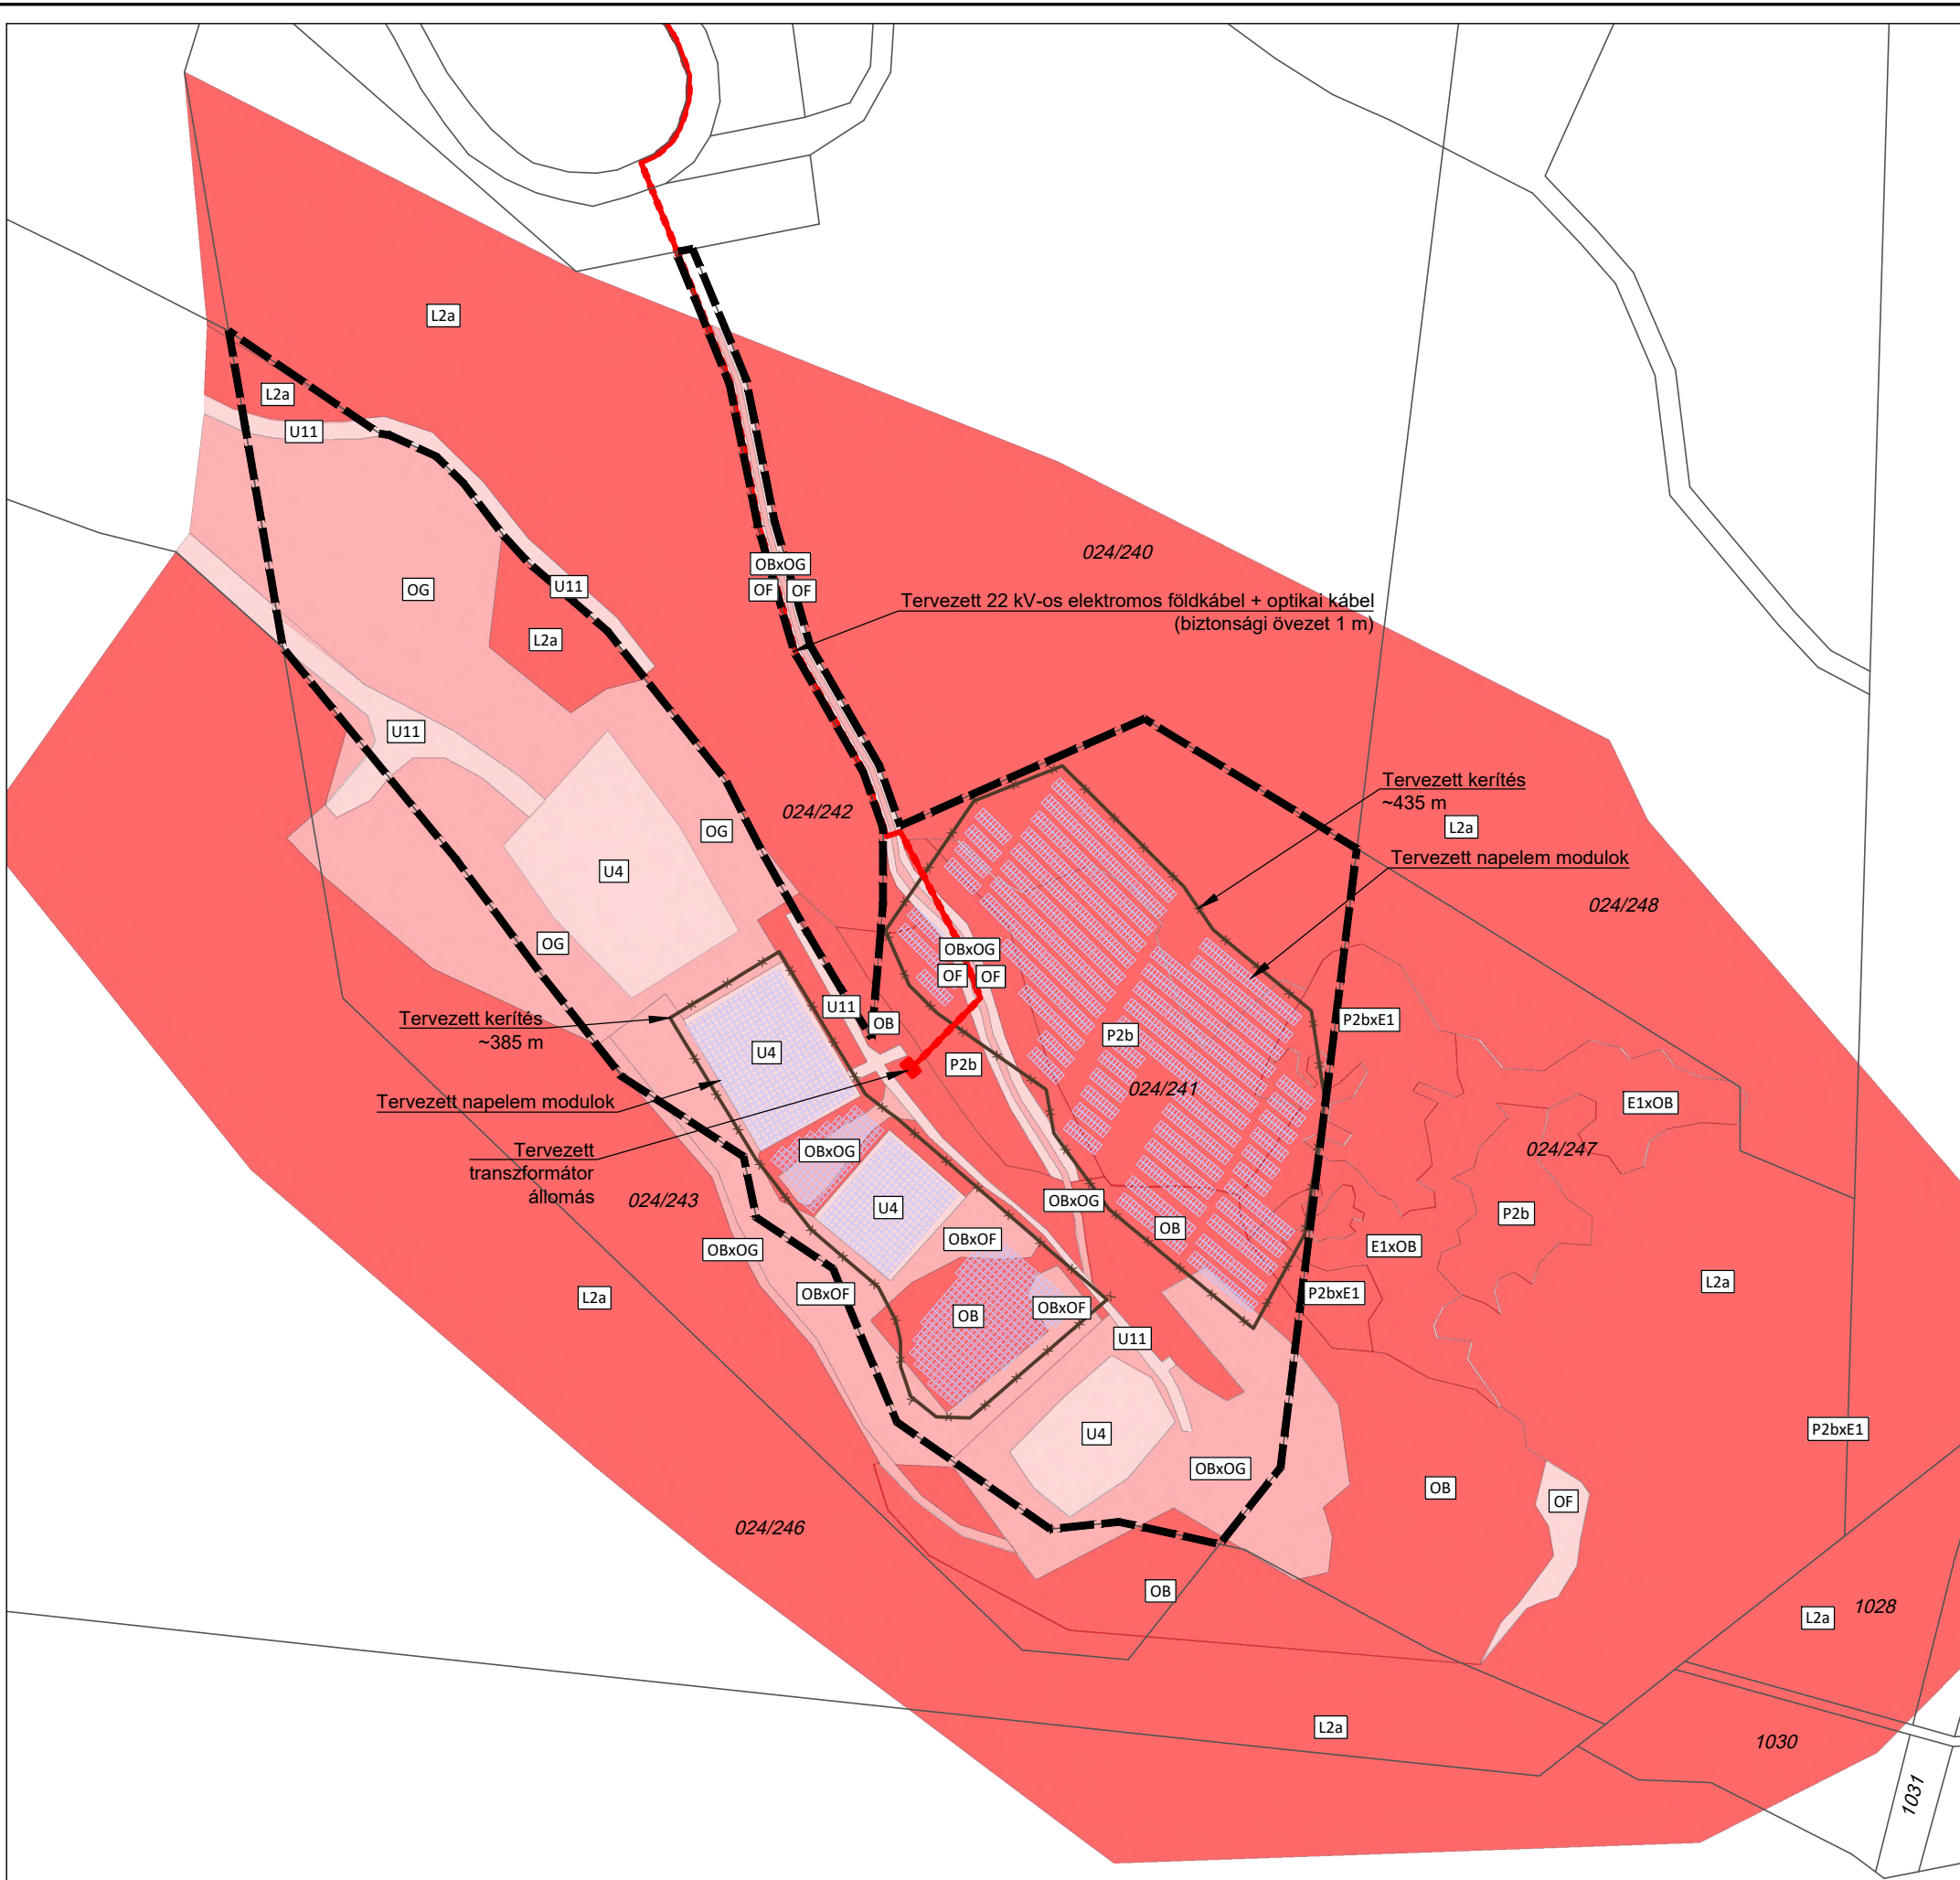 L2a
L2a
U11
024/240
OBxOG
OF OF
U11
OG
Tervezett 22 kV-os elektromos földkábel + optikai kábel
(biztonsági övezet 1 m)
L2a
U11
Tervezett kerítés
~435 m
024/242
OG
L2a
Tervezett napelem modulok
U4
024/248
OG
OBxOG
OF OF
U11
Tervezett kerítés
~385 m
OB
P2bxE1
P2b
U4
P2b
024/241
Tervezett napelem modulok
E1xOB
Tervezett
transzformátor
állomás
OBxOG
024/247
024/243
OBxOG
U4
P2b
OB
OBxOF
OBxOG
E1xOB
L2a
OBxOF
P2bxE1
L2a
OBxOF
OB
U11
P2bxE1
U4
OBxOG
OB
OF
024/246
OB
1028
L2a
L2a
1030
1031